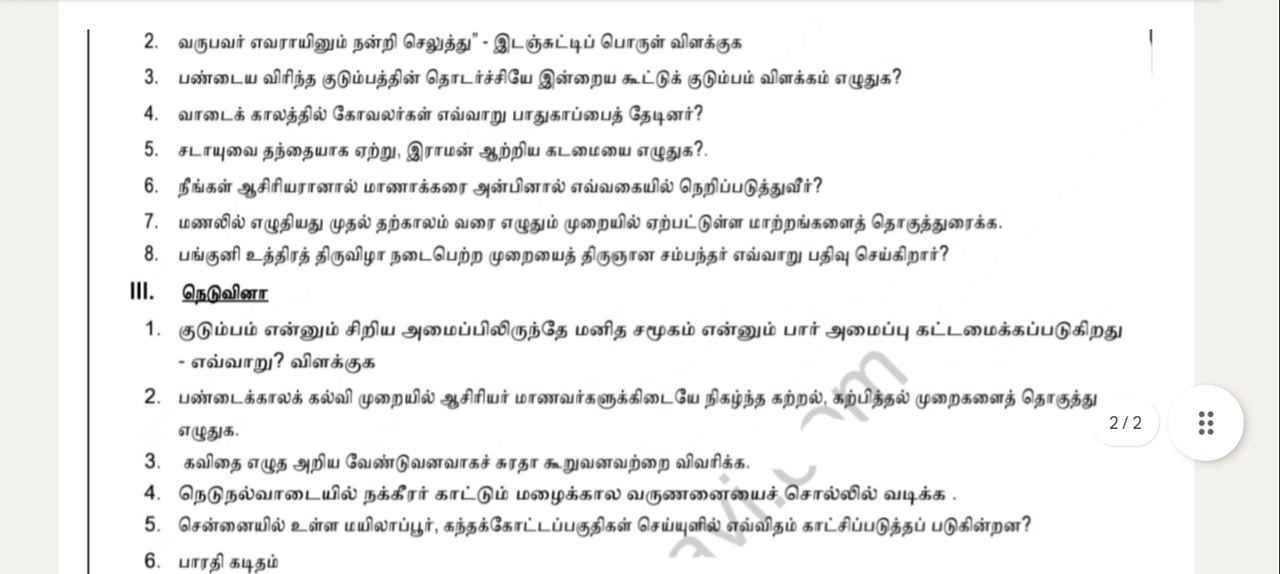 2. வருபவர் எவராயினும் நன்றி செலுத்து" - இடஞ்சுட்டிப் பொருள் விளக்குக
3. பண்டைய விரிந்த குடும்பத்தின் தொடர்ச்சியே இன்றைய கூட்டுக் குடும்பம் விளக்கம் எழுதுக?
4. வாடைக் காலத்தில் கோவலர்கள் எவ்வாறு பாதுகாப்பைத் தேடினர்?
5. சடாயுவை தந்தையாக ஏற்று, இராமன் ஆற்றிய கடமையை எழுதுக?.
6. நீங்கள் ஆசிரியரானால் மாணாக்கரை அன்பினால் எவ்வகையில் நெறிப்படுத்துவீர்?
7. மணலில் எழுதியது முதல் தற்காலம் வரை எழுதும் முறையில் ஏற்பட்டுள்ள மாற்றங்களைத் தொகுத்துரைக்க.
8. பங்குனி உத்திரத் திருவிழா நடைபெற்ற முறையைத் திருஞான சம்பந்தர் எவ்வாறு பதிவு செய்கிறார்?
III. நெடுவினா
1. குடும்பம் என்னும் சிறிய அமைப்பிலிருந்தே மனித சமூகம் என்னும் பார் அமைப்பு கட்டமைக்கப்படுகிறது
- எவ்வாறு? விளக்குக
2. பண்டைக்காலக் கல்வி முறையில் ஆசிரியர் மாணவர்களுக்கிடையே நிகழ்ந்த கற்றல், கற்பித்தல் முறைகளைத் தொகுத்து
எழுதுக.
2 / 2
3. கவிதை எழுத அறிய வேண்டுவனவாகச் சுரதா கூறுவனவற்றை விவரிக்க.
4. நெடுநல்வாடையில் நக்கீரர் காட்டும் மழைக்கால வருணனையைச் சொல்லில் வடிக்க .
5. சென்னையில் உள்ள மயிலாப்பூர், கந்தக்கோட்டப்பகுதிகள் செய்யுளில் எவ்விதம் காட்சிப்படுத்தப் படுகின்றன?
6. பாரதி கடிதம்